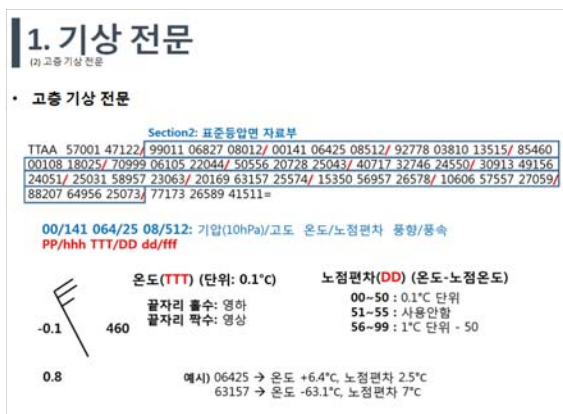 1. 기상 전문
(2) 고층 기상 전문
• 고층 기상 전문
Section2: 표준등압면 자료부
TTAA 57001 47122/ 99011 06827 08012/ 00141 06425 08512/ 92778 03810 13515/ 85460
00108 18025/ 70999 06105 22044/ 50556 20728 25043/ 40717 32746 24550/ 30913 49156
24051/ 25031 58957 23063/ 20169 63157 25574/ 15350 56957 26578/ 10606 57557 27059/
88207 64956 25073/ 77173 26589 41511=
00/141 064/25 08/512: 기압(10hPa)/고도 온도/노점편차 풍향/풍속
PP/hhh TTT/DD dd/fff
온도(TTT) (단위: 0.1°C)
끝자리 홀수: 영하
끝자리 짝수: 영상
노점편차(DD) (온도-노점온도)
00~50 : 0.1°C 단위
51~55 : 사용안함
56~99 : 1°C 단위 - 50
-0.1 460
0.8
예시) 06425 → 온도 +6.4°C, 노점편차 2.5°C
63157 → 온도 -63.1°C, 노점편차 7°C